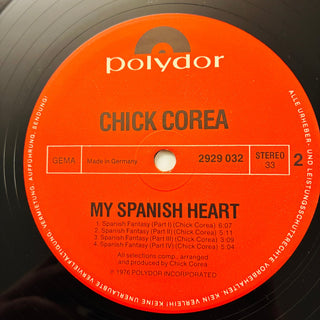 polydor
CHICK COREA
GEMA
Made in Germany
2929 032
STEREO
33
2
MY SPANISH HEART
1. Spanish Fantasy (Part I) (Chick Corea) 6:07
2. Spanish Fantasy (Part II) (Chick Corea) 5:11
3. Spanish Fantasy (Part III) (Chick Corea) 3:09
4. Spanish Fantasy (Part IV) (Chick Corea) 5:04
All selections comp., arranged
and produced by Chick Corea
℗ 1976 POLYDOR INCORPORATED
ALLE URHEBER- UND LEISTUNGSSCHUTZRECHTE VORBEHALTEN · KEIN VERLEIH! KEINE UNERLAUBTE VERVIELFÄLTIGUNG, VERMIETUNG, AUFFÜHRUNG, SENDUNG!